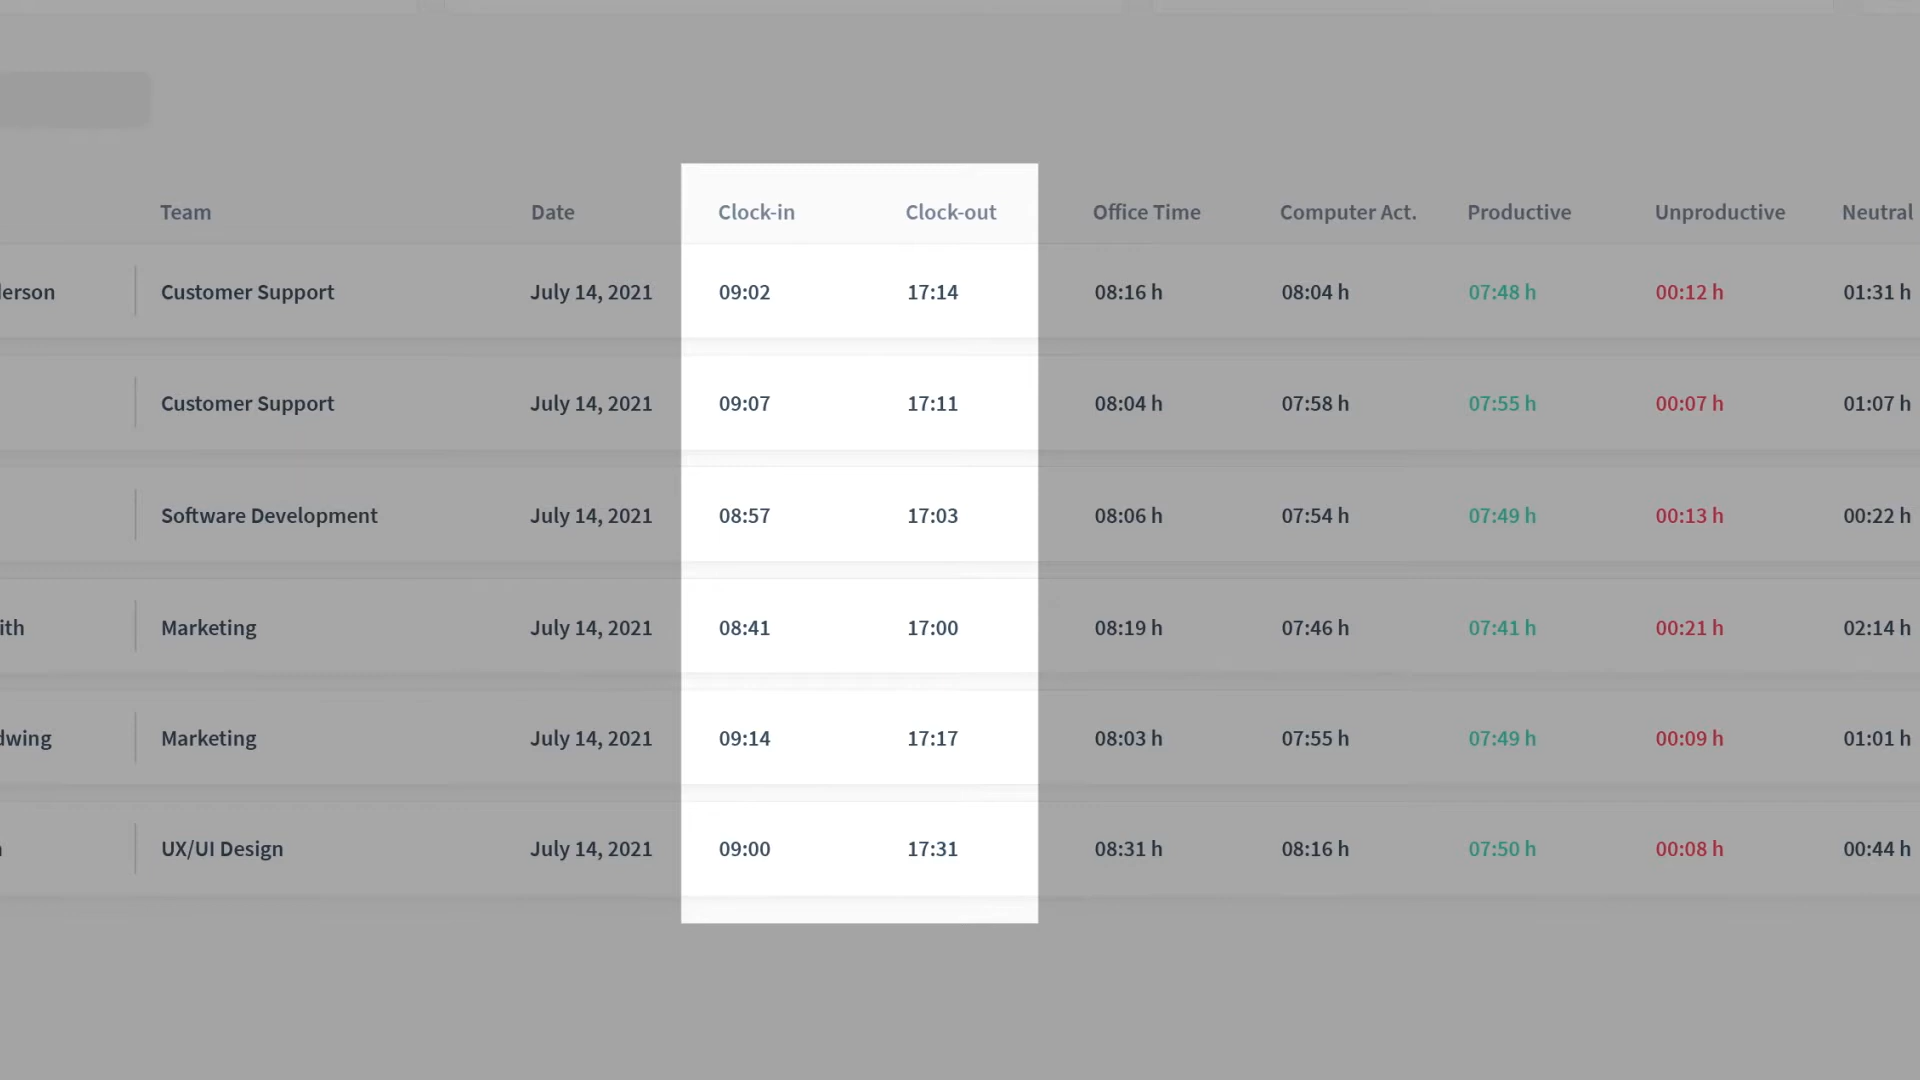 Team Date Clock-in Clock-out Office Time Computer Act. Productive Unproductive Neutral
erson Customer Support July 14, 2021 09:02 17:14 08:16 h 08:04 h 07:48 h 00:12 h 01:31 h
Customer Support July 14, 2021 09:07 17:11 08:04 h 07:58 h 07:55 h 00:07 h 01:07 h
Software Development July 14, 2021 08:57 17:03 08:06 h 07:54 h 07:49 h 00:13 h 00:22 h
ith Marketing July 14, 2021 08:41 17:00 08:19 h 07:46 h 07:41 h 00:21 h 02:14 h
dwing Marketing July 14, 2021 09:14 17:17 08:03 h 07:55 h 07:49 h 00:09 h 01:01 h
UX/UI Design July 14, 2021 09:00 17:31 08:31 h 08:16 h 07:50 h 00:08 h 00:44 h